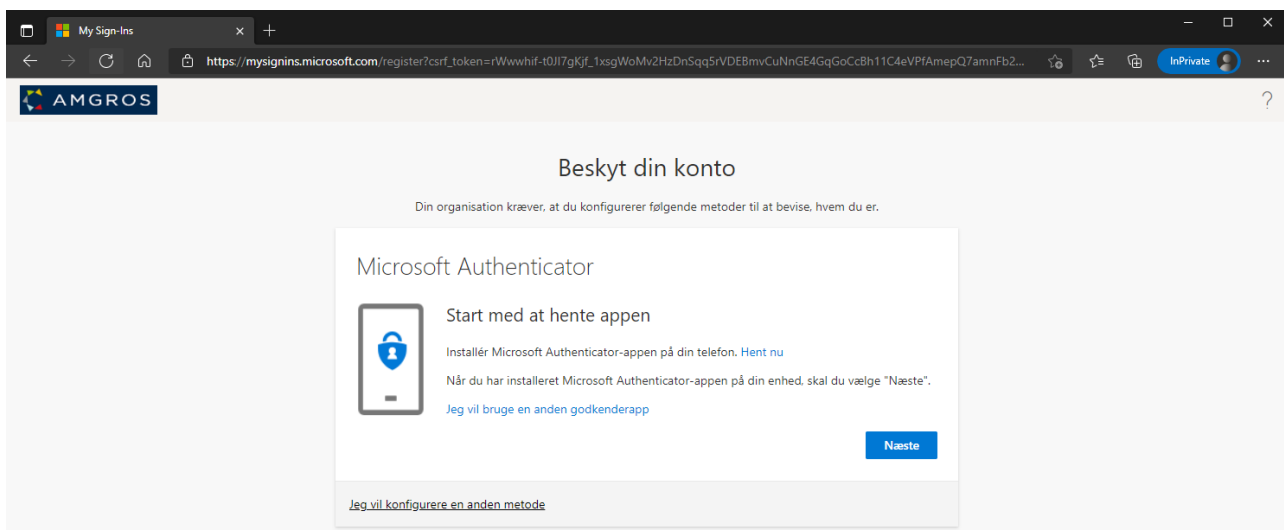 My Sign-Ins
https://mysignins.microsoft.com/register?csrf_token=rWwwhif-t0JI7gKjf_1xsgWoMv2HzDnSqq5rVDEBmvCuNnGE4GqGoCcBh11C4eVPfAmepQ7amnFb2...
InPrivate
AMGROS
?
Beskyt din konto
Din organisation kræver, at du konfigurerer følgende metoder til at bevise, hvem du er.
Microsoft Authenticator
Start med at hente appen
Installér Microsoft Authenticator-appen på din telefon. Hent nu
Når du har installeret Microsoft Authenticator-appen på din enhed, skal du vælge "Næste".
Jeg vil bruge en anden godkenderapp
Næste
Jeg vil konfigurere en anden metode